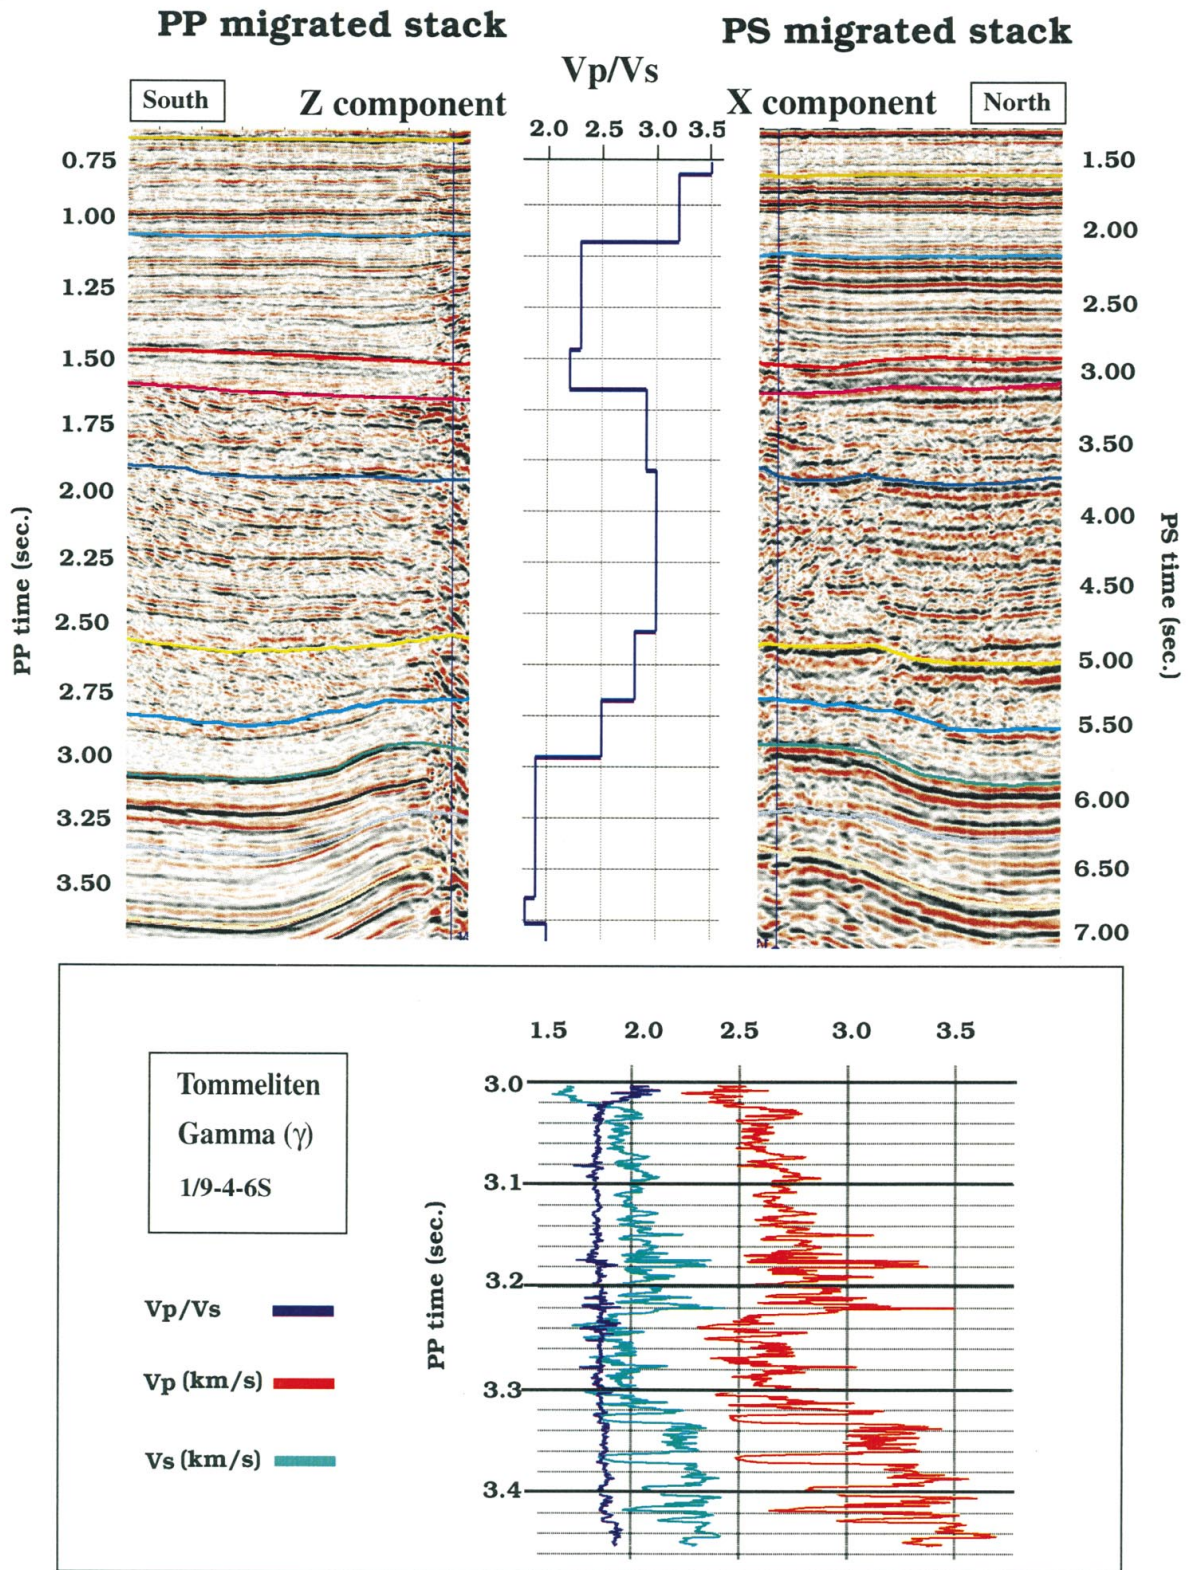 PP migrated stack
PS migrated stack
Vp/Vs
South
Z component
X component
North
2.0 2.5 3.0 3.5
0.75
1.00
1.25
1.50
1.75
2.00
2.25
2.50
2.75
3.00
3.25
3.50
PP time (sec.)
1.50
2.00
2.50
3.00
3.50
4.00
4.50
5.00
5.50
6.00
6.50
7.00
PS time (sec.)
Tommeliten
Gamma (γ)
1/9-4-6S
Vp/Vs
Vp (km/s)
Vs (km/s)
1.5 2.0 2.5 3.0 3.5
3.0
3.1
3.2
3.3
3.4
PP time (sec.)